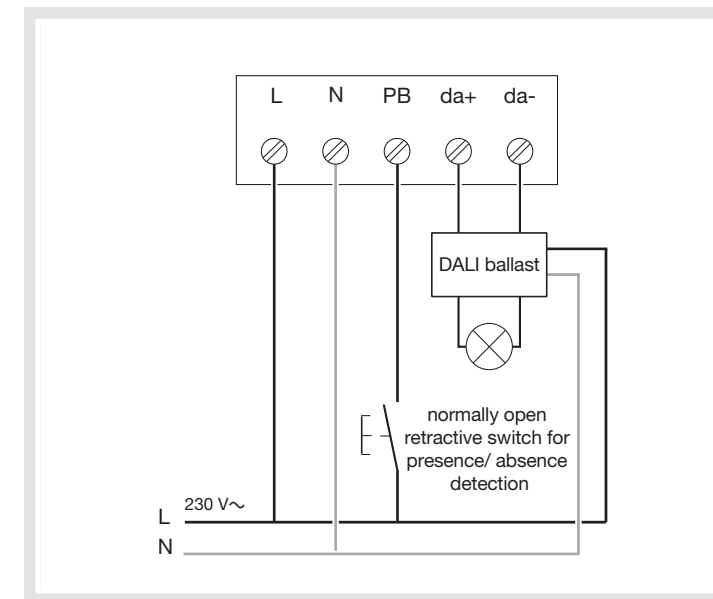 L N PB da+ da-
DALI ballast
normally open
retractive switch for
presence/ absence
detection
230 V~
L
N